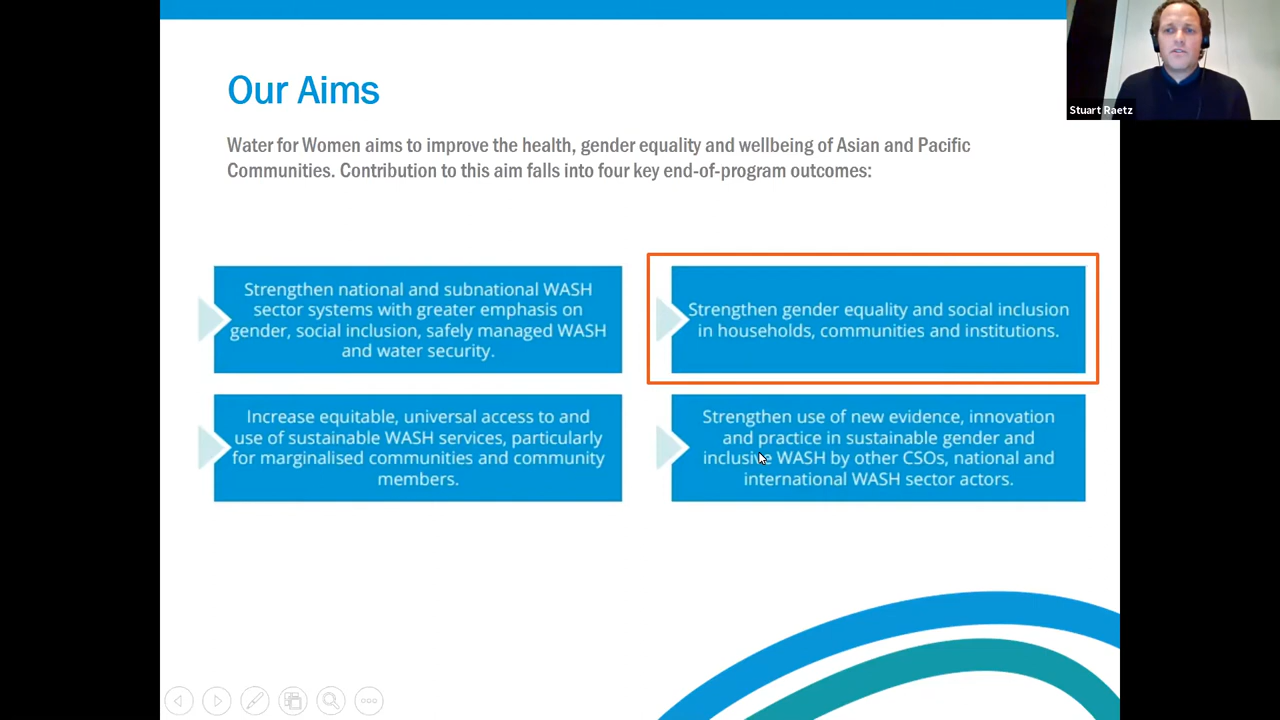 Our Aims
Stuart Raetz
Water for Women aims to improve the health, gender equality and wellbeing of Asian and Pacific
Communities. Contribution to this aim falls into four key end-of-program outcomes:
Strengthen national and subnational WASH
sector systems with greater emphasis on
gender, social inclusion, safely managed WASH
and water security.
Strengthen gender equality and social inclusion
in households, communities and institutions.
Increase equitable, universal access to and
use of sustainable WASH services, particularly
for marginalised communities and community
members.
Strengthen use of new evidence, innovation
and practice in sustainable gender and
inclusive WASH by other CSOs, national and
international WASH sector actors.